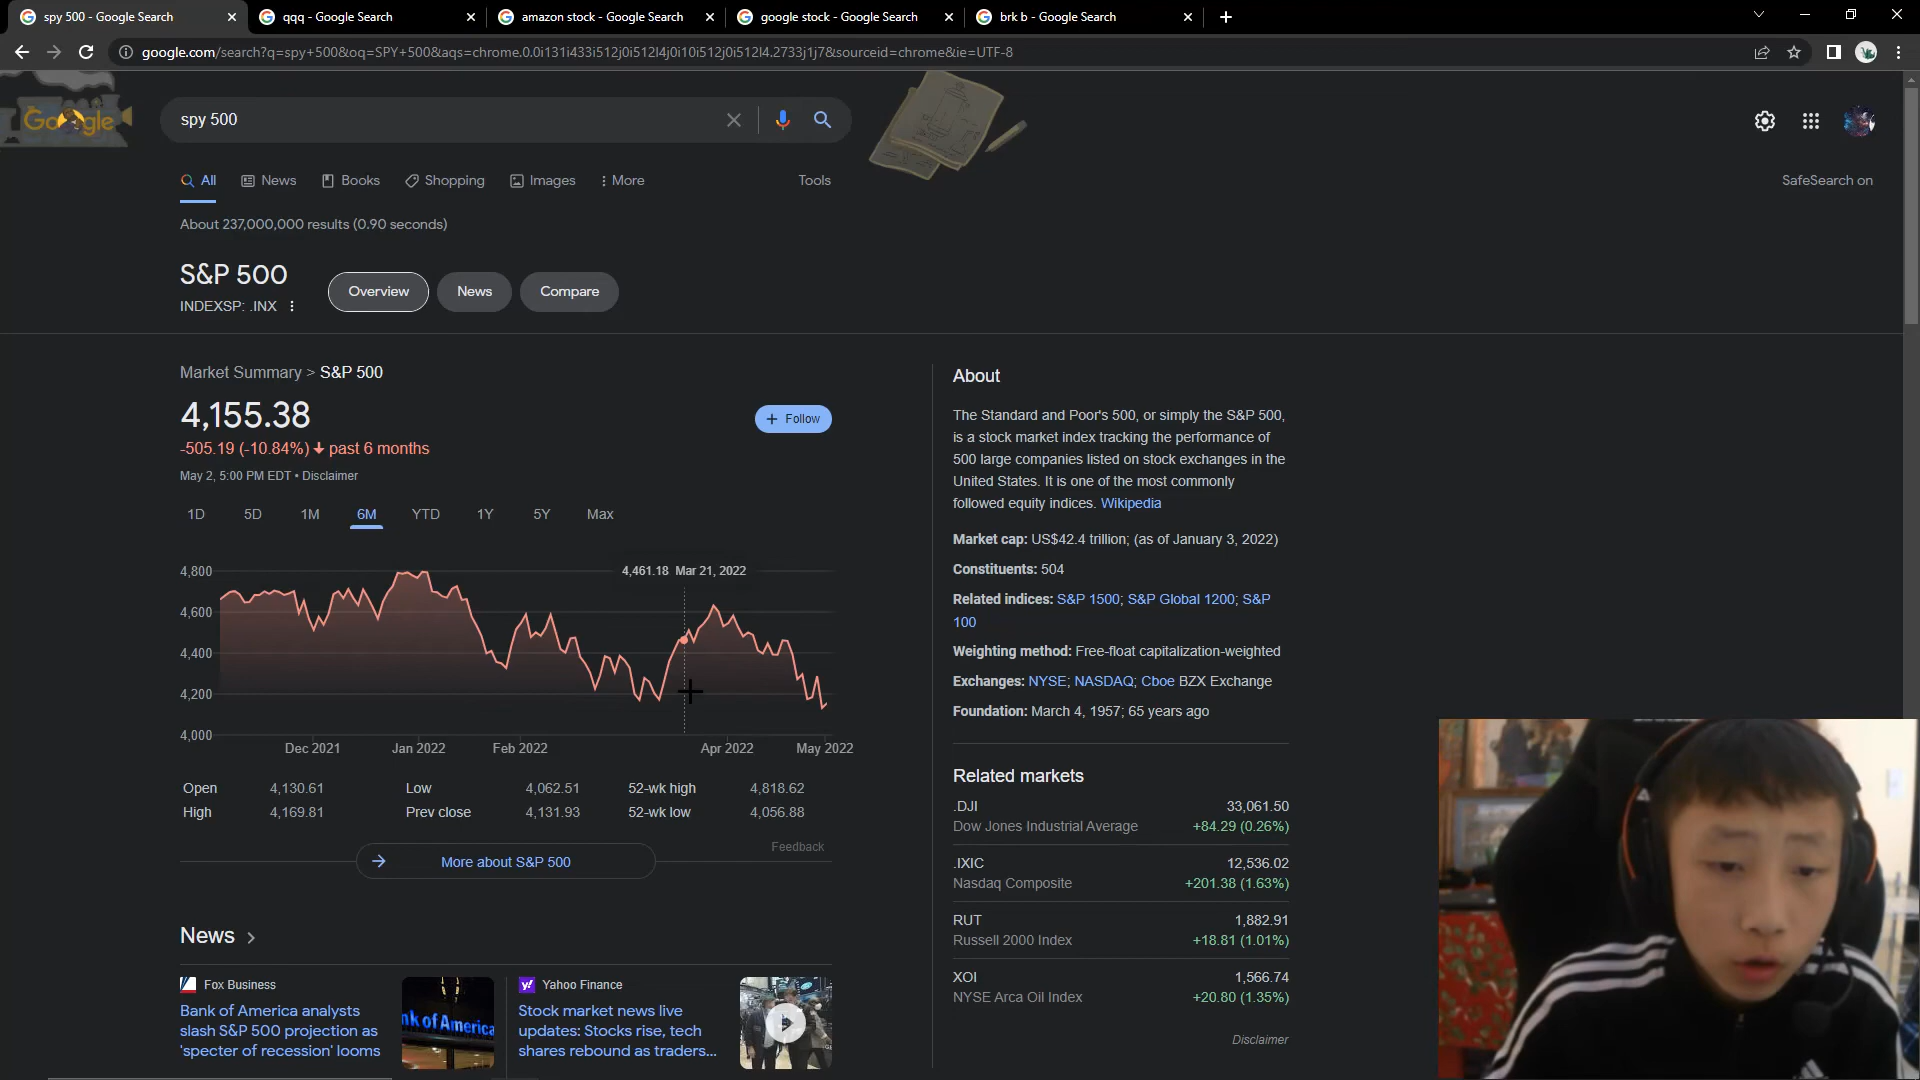 spy 500 - Google Search
qqq - Google Search
amazon stock - Google Search
google stock - Google Search
brk b - Google Search
google.com/search?q=spy+500&oq=SPY+500&aqs=chrome.0.0i131i433i512j0i512l4j0i10i512j0i512l4.2733j1j7&sourceid=chrome&ie=UTF-8
Google
spy 500
All
News
Books
Shopping
Images
More
Tools
SafeSearch on
About 237,000,000 results (0.90 seconds)
S&P 500
INDEXSP: .INX
Overview
News
Compare
Market Summary > S&P 500
4,155.38
Follow
-505.19 (-10.84%) past 6 months
May 2, 5:00 PM EDT • Disclaimer
1D 5D 1M 6M YTD 1Y 5Y Max
4,461.18 Mar 21, 2022
4,800
4,600
4,400
4,200
4,000
Dec 2021 Jan 2022 Feb 2022 Apr 2022 May 2022
Open 4,130.61 Low 4,062.51 52-wk high 4,818.62
High 4,169.81 Prev close 4,131.93 52-wk low 4,056.88
Feedback
More about S&P 500
News
Fox Business
Bank of America analysts
slash S&P 500 projection as
'specter of recession' looms
nk of America
Yahoo Finance
Stock market news live
updates: Stocks rise, tech
shares rebound as traders...
About
The Standard and Poor's 500, or simply the S&P 500,
is a stock market index tracking the performance of
500 large companies listed on stock exchanges in the
United States. It is one of the most commonly
followed equity indices. Wikipedia
Market cap: US$42.4 trillion; (as of January 3, 2022)
Constituents: 504
Related indices: S&P 1500; S&P Global 1200; S&P
100
Weighting method: Free-float capitalization-weighted
Exchanges: NYSE; NASDAQ; Cboe BZX Exchange
Foundation: March 4, 1957; 65 years ago
Related markets
.DJI 33,061.50
Dow Jones Industrial Average +84.29 (0.26%)
.IXIC 12,536.02
Nasdaq Composite +201.38 (1.63%)
RUT 1,882.91
Russell 2000 Index +18.81 (1.01%)
XOI 1,566.74
NYSE Arca Oil Index +20.80 (1.35%)
Disclaimer